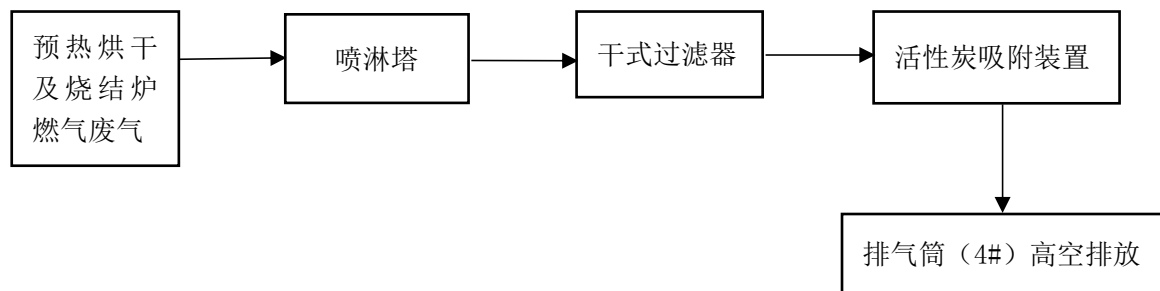 预热烘干
及烧结炉
燃气废气
喷淋塔
干式过滤器
活性炭吸附装置
排气筒（4#）高空排放